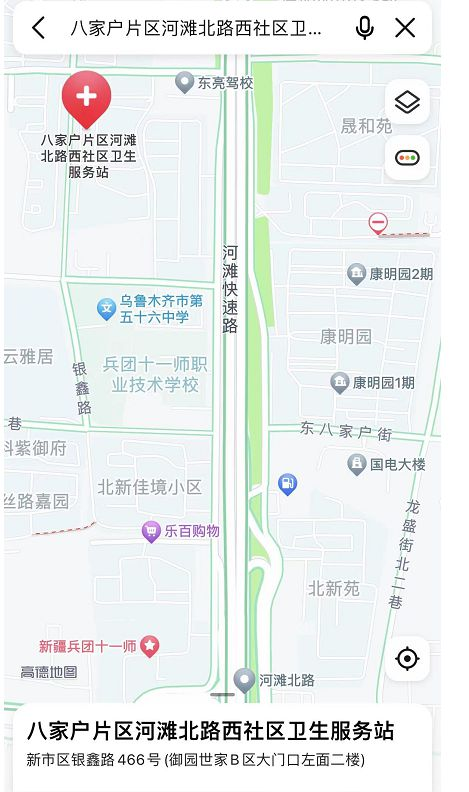 八家户片区河滩北路西社区卫...
东亮驾校
晟和苑
八家户片区河滩
北路西社区卫生
服务站
河滩快速路
康明园2期
乌鲁木齐市第
五十六中学
康明园
云雅居
兵团十一师职
业技术学校
银鑫路
康明园1期
巷
东八家户街
科紫御府
国电大楼
丝路嘉园
北新佳境小区
龙盛街北二巷
乐百购物
北新苑
新疆兵团十一师
高德地图
河滩北路
八家户片区河滩北路西社区卫生服务站
新市区银鑫路466号(御园世家B区大门口左面二楼)